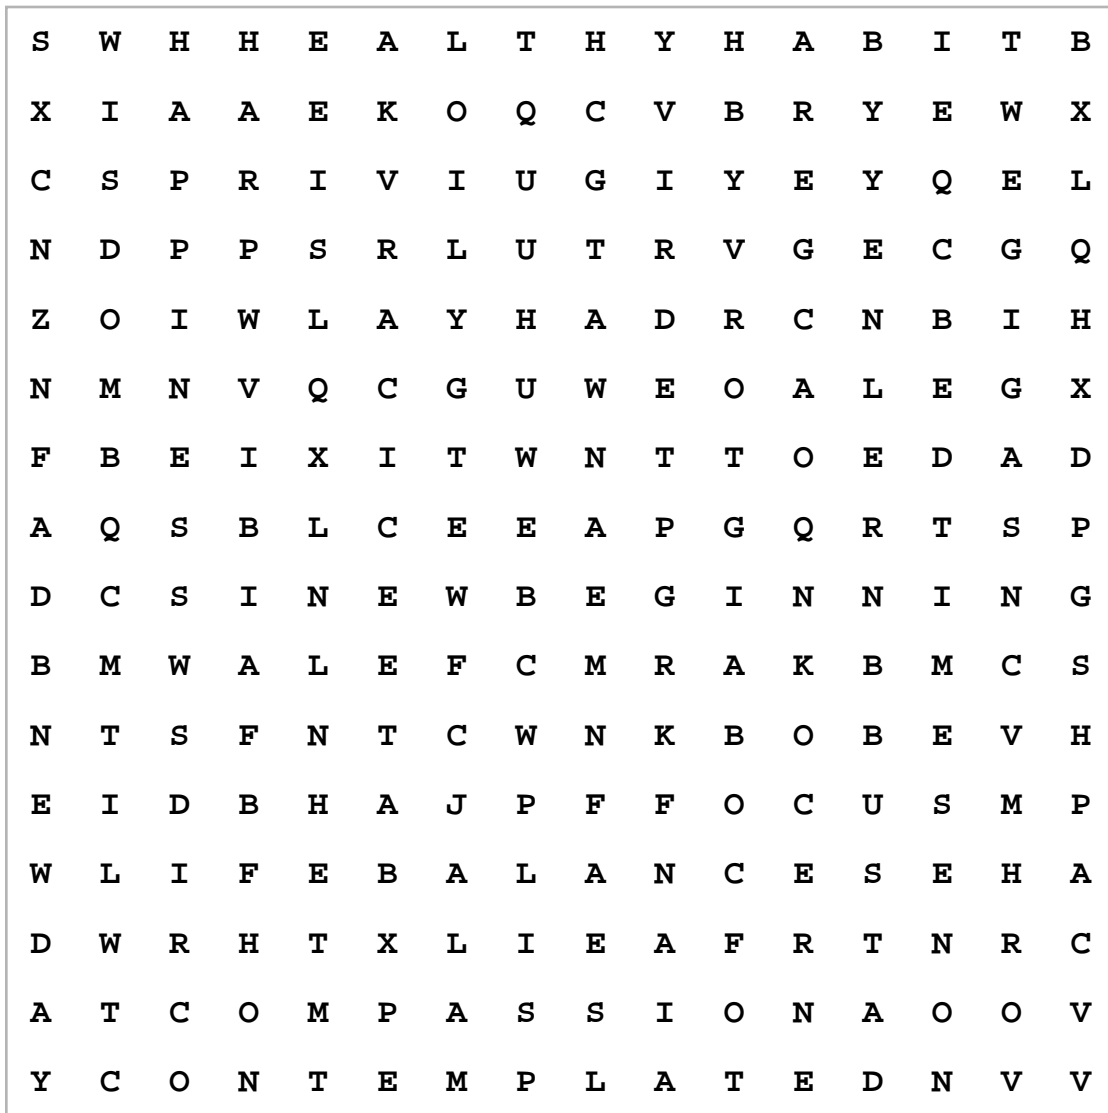 S W H H E A L T H Y H A B I T B
X I A A E K O Q C V B R Y E W X
C S P R I V I U G I Y E Y Q E L
N D P P S R L U T R V G E C G Q
Z O I W L A Y H A D R C N B I H
N M N V Q C G U W E O A L E G X
F B E I X I T W N T T O E D A D
A Q S B L C E E A P G Q R T S P
D C S I N E W B E G I N N I N G
B M W A L E F C M R A K B M C S
N T S F N T C W N K B O B E V H
E I D B H A J P F F O C U S M P
W L I F E B A L A N C E S E H A
D W R H T X L I E A F R T N R C
A T C O M P A S S I O N A O O V
Y C O N T E M P L A T E D N V V